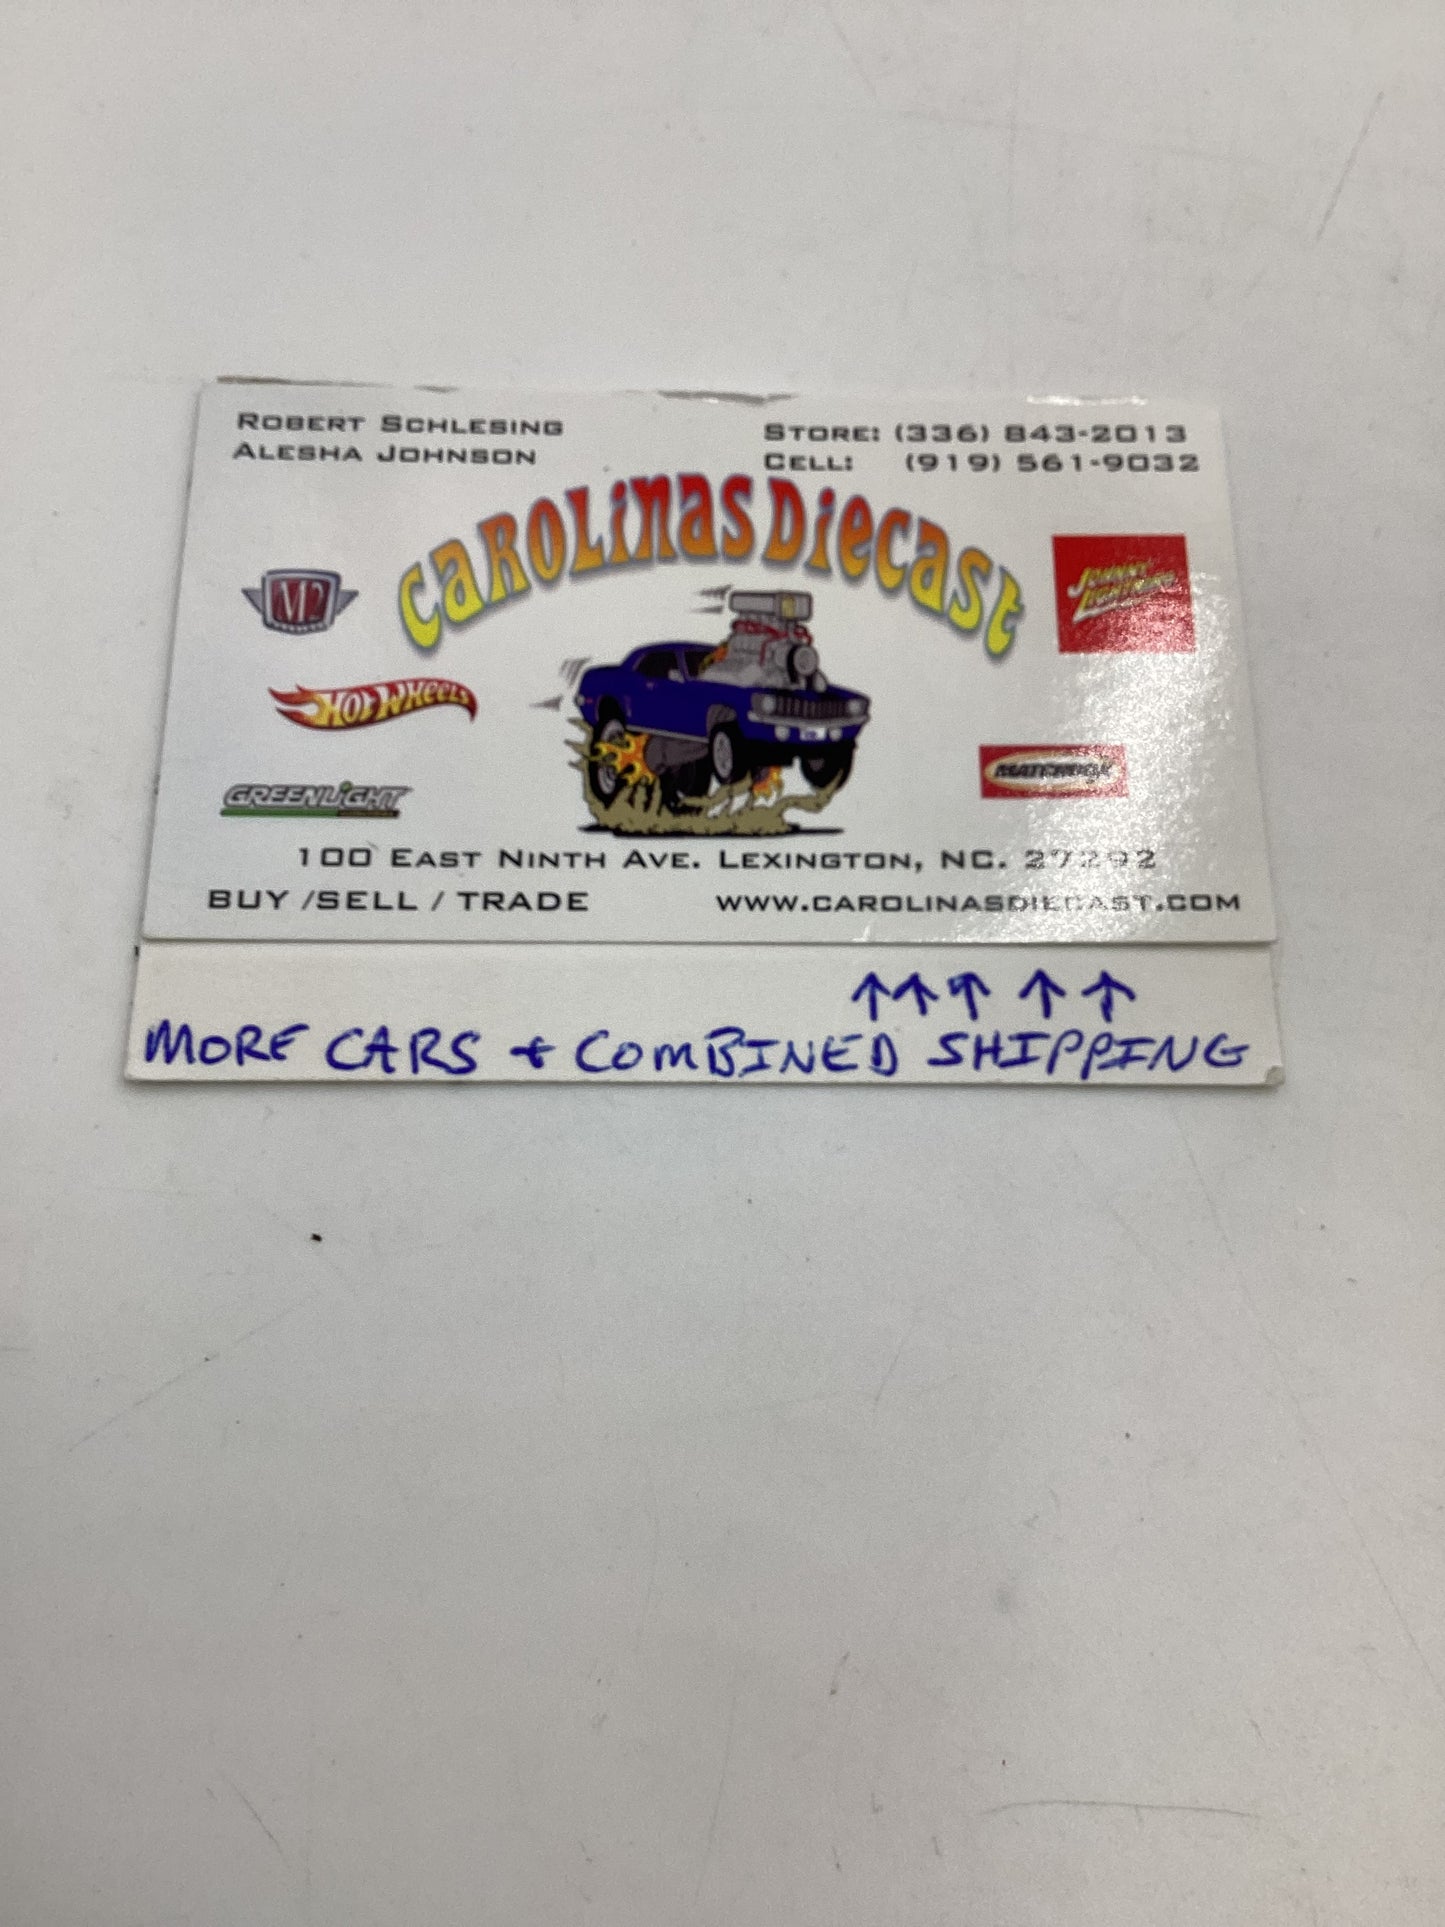 ROBERT SCHLESING
ALESHA JOHNSON
STORE: (336) 843-2013
CELL: (919) 561-9032
CAROLINAS DIECAST
M2
JOHNNY LIGHTNING
HOT WHEELS
MATCHBOX
GREENLIGHT
100 EAST NINTH AVE. LEXINGTON, NC. 27292
BUY /SELL / TRADE
WWW.CAROLINASDIECAST.COM
↑↑↑ ↑ ↑
MORE CARS + COMBINED SHIPPING